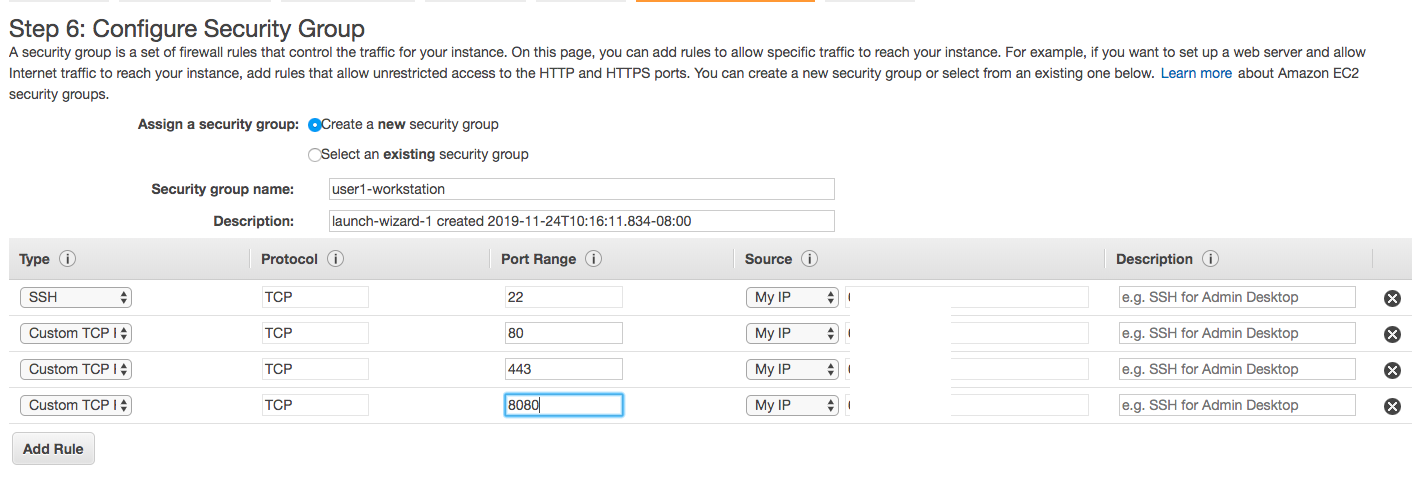 Step 6: Configure Security Group
A security group is a set of firewall rules that control the traffic for your instance. On this page, you can add rules to allow specific traffic to reach your instance. For example, if you want to set up a web server and allow
Internet traffic to reach your instance, add rules that allow unrestricted access to the HTTP and HTTPS ports. You can create a new security group or select from an existing one below. Learn more about Amazon EC2
security groups.
Assign a security group: Create a new security group
Select an existing security group
Security group name: user1-workstation
Description: launch-wizard-1 created 2019-11-24T10:16:11.834-08:00
Type i Protocol i Port Range i Source i Description i
SSH TCP 22 My IP e.g. SSH for Admin Desktop
Custom TCP TCP 80 My IP e.g. SSH for Admin Desktop
Custom TCP TCP 443 My IP e.g. SSH for Admin Desktop
Custom TCP TCP 8080 My IP e.g. SSH for Admin Desktop
Add Rule